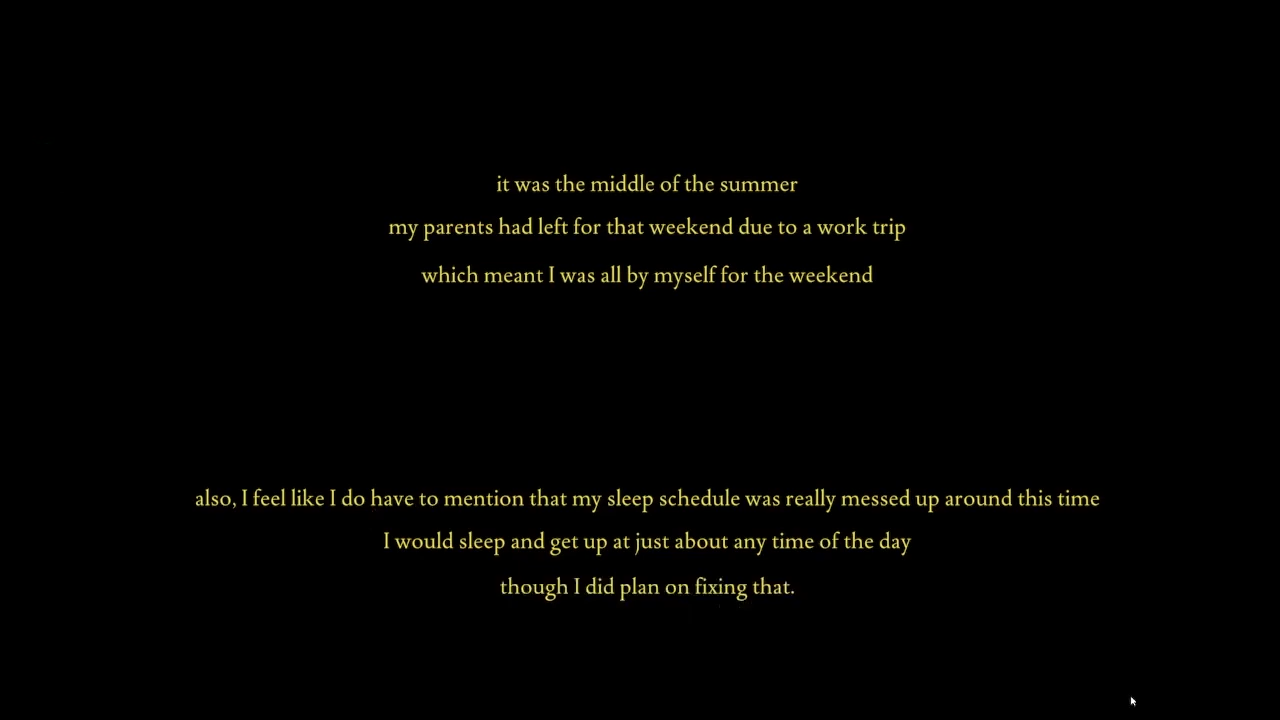 it was the middle of the summer
my parents had left for that weekend due to a work trip
which meant I was all by myself for the weekend
also, I feel like I do have to mention that my sleep schedule was really messed up around this time
I would sleep and get up at just about any time of the day
though I did plan on fixing that.